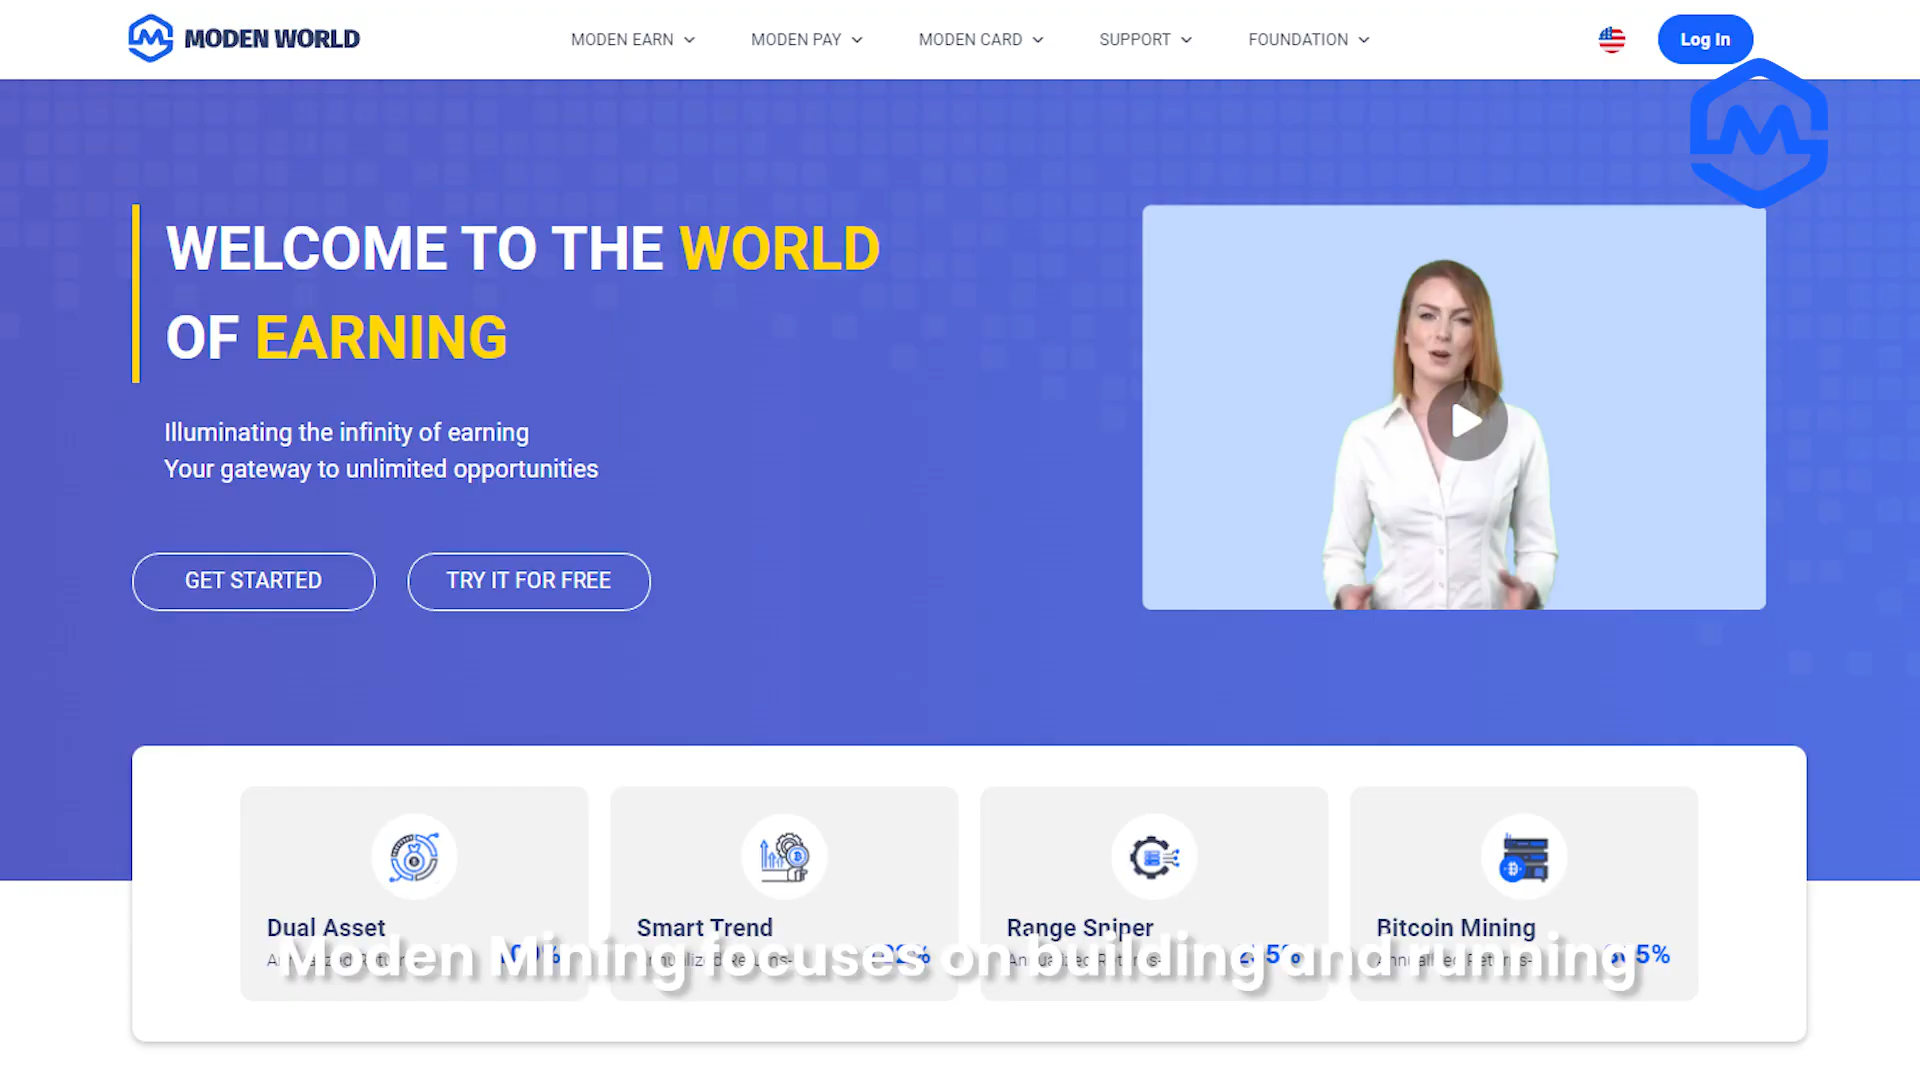 MODEN WORLD
MODEN EARN
MODEN PAY
MODEN CARD
SUPPORT
FOUNDATION
Log In
WELCOME TO THE WORLD
OF EARNING
Illuminating the infinity of earning
Your gateway to unlimited opportunities
GET STARTED
TRY IT FOR FREE
Dual Asset
Smart Trend
Range Sniper
Bitcoin Mining
Moden Mining focuses on building and running